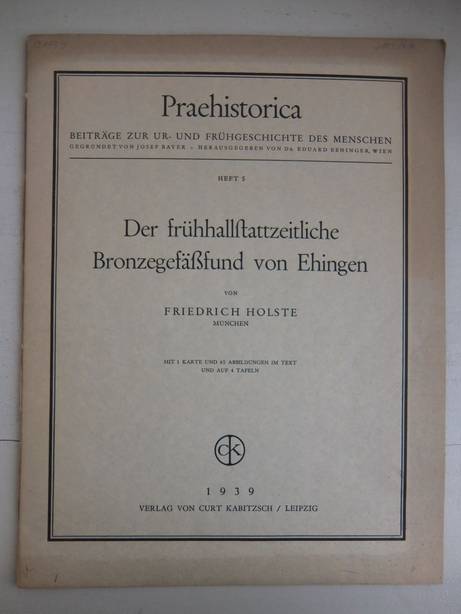 Praehistorica
BEITRÄGE ZUR UR- UND FRÜHGESCHICHTE DES MENSCHEN
GEGRÜNDET VON JOSEF BAYER • HERAUSGEGEBEN VON DR. EDUARD BENINGER, WIEN
HEFT 5
Der frühhallſtattzeitliche
Bronzegefäßfund von Ehingen
VON
FRIEDRICH HOLSTE
MÜNCHEN
MIT 1 KARTE UND 45 ABBILDUNGEN IM TEXT
UND AUF 4 TAFELN
CK
1939
VERLAG VON CURT KABITZSCH / LEIPZIG